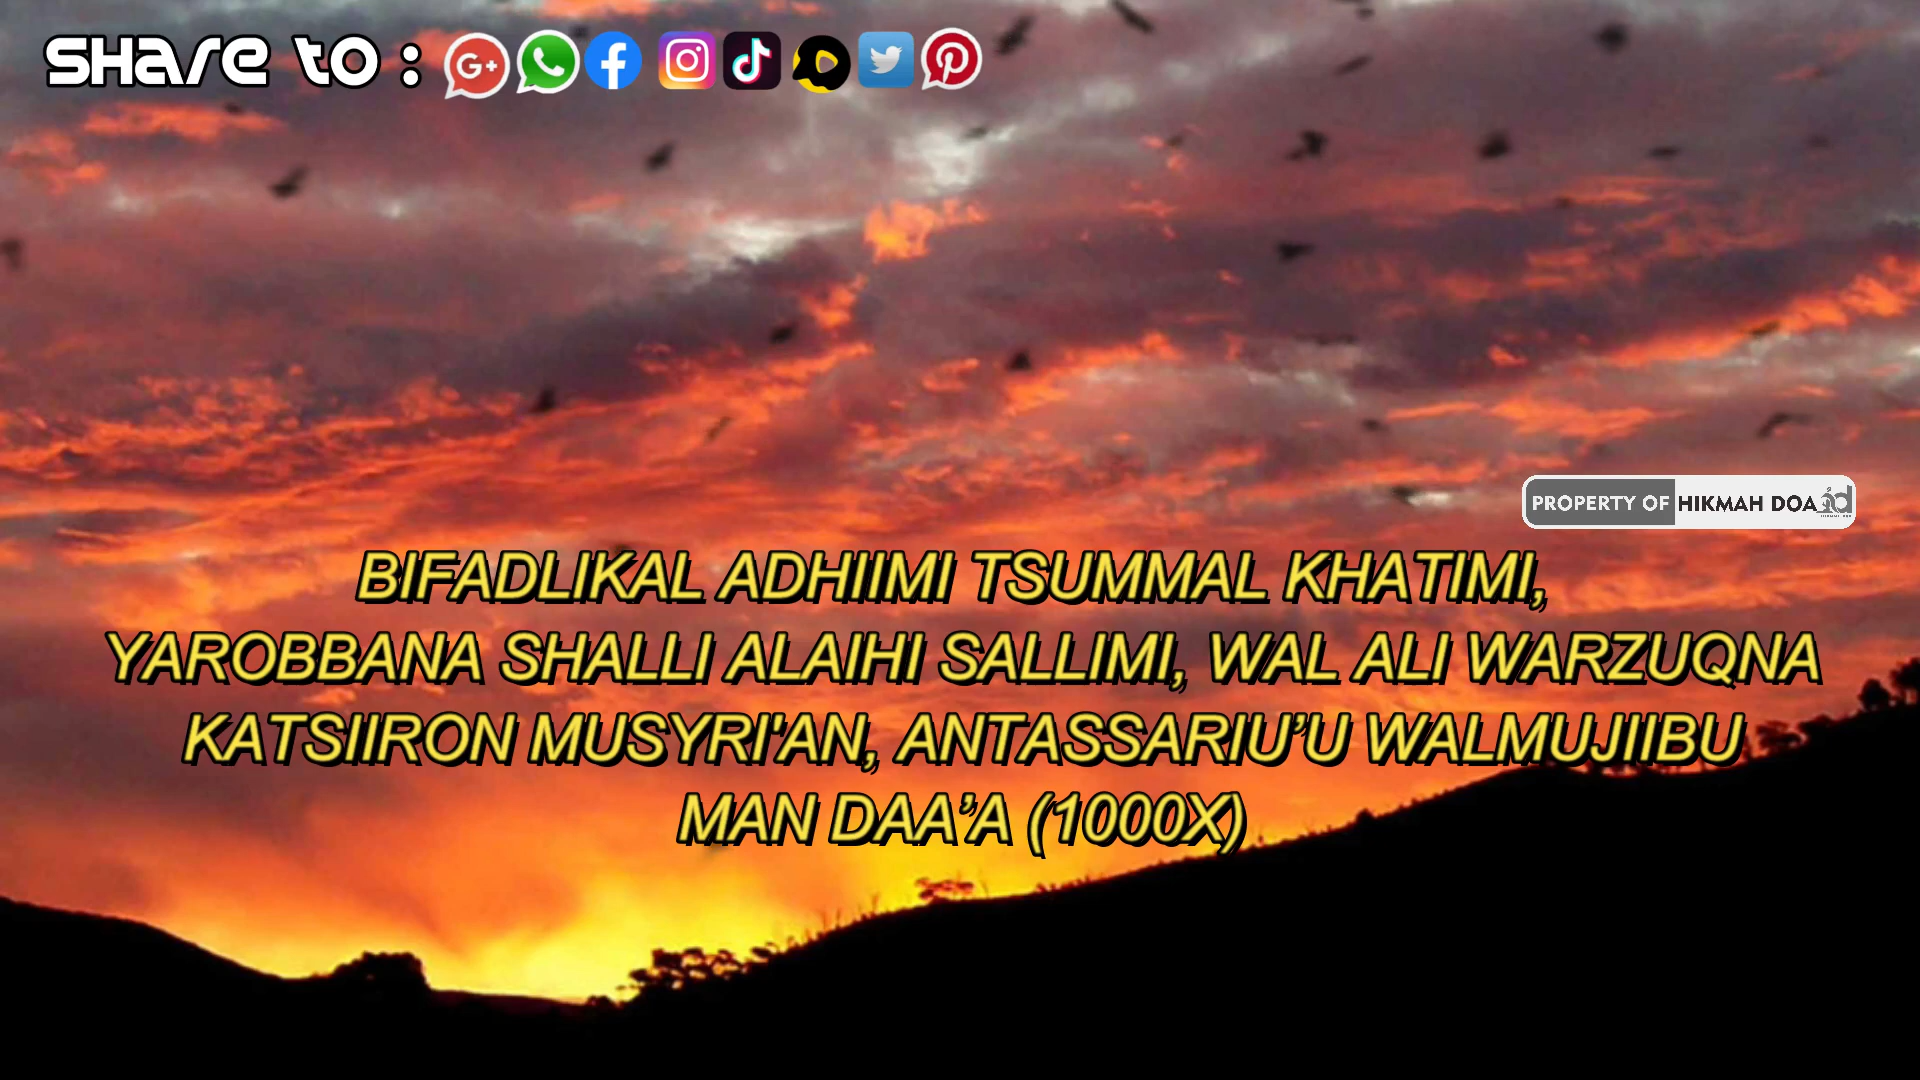 SHARE TO :
PROPERTY OF HIKMAH DOA
BIFADLIKAL ADHIIMI TSUMMAL KHATIMI,
YAROBBANA SHALLI ALAIHI SALLIMI, WAL ALI WARZUQNA
KATSIIRON MUSYRI'AN, ANTASSARIU’U WALMUJIIBU
MAN DAA’A (1000X)